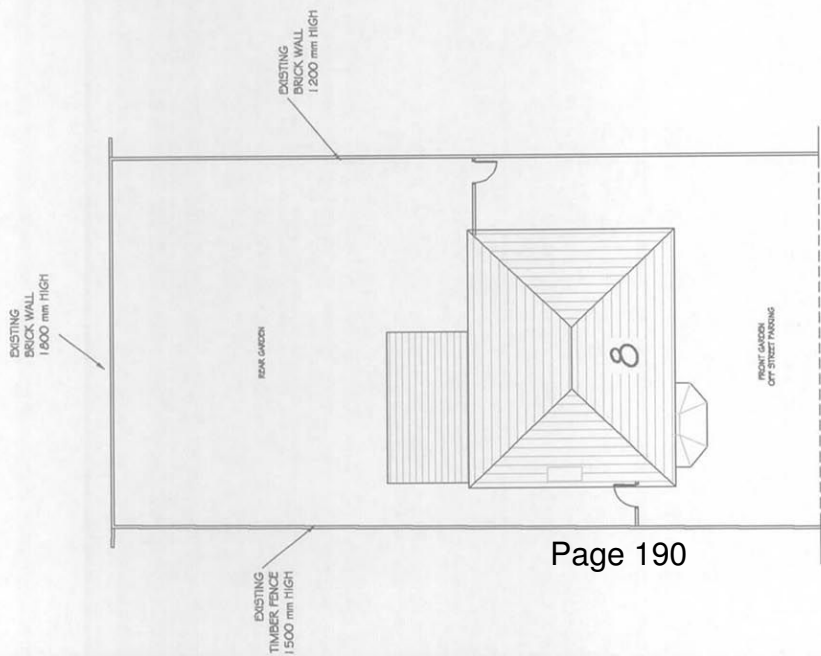 EXISTING
BRICK WALL
1200 mm HIGH
EXISTING
BRICK WALL
1800 mm HIGH
REAR GARDEN
8
FRONT GARDEN
OFF STREET PARKING
EXISTING
TIMBER FENCE
1500 mm HIGH
Page 190